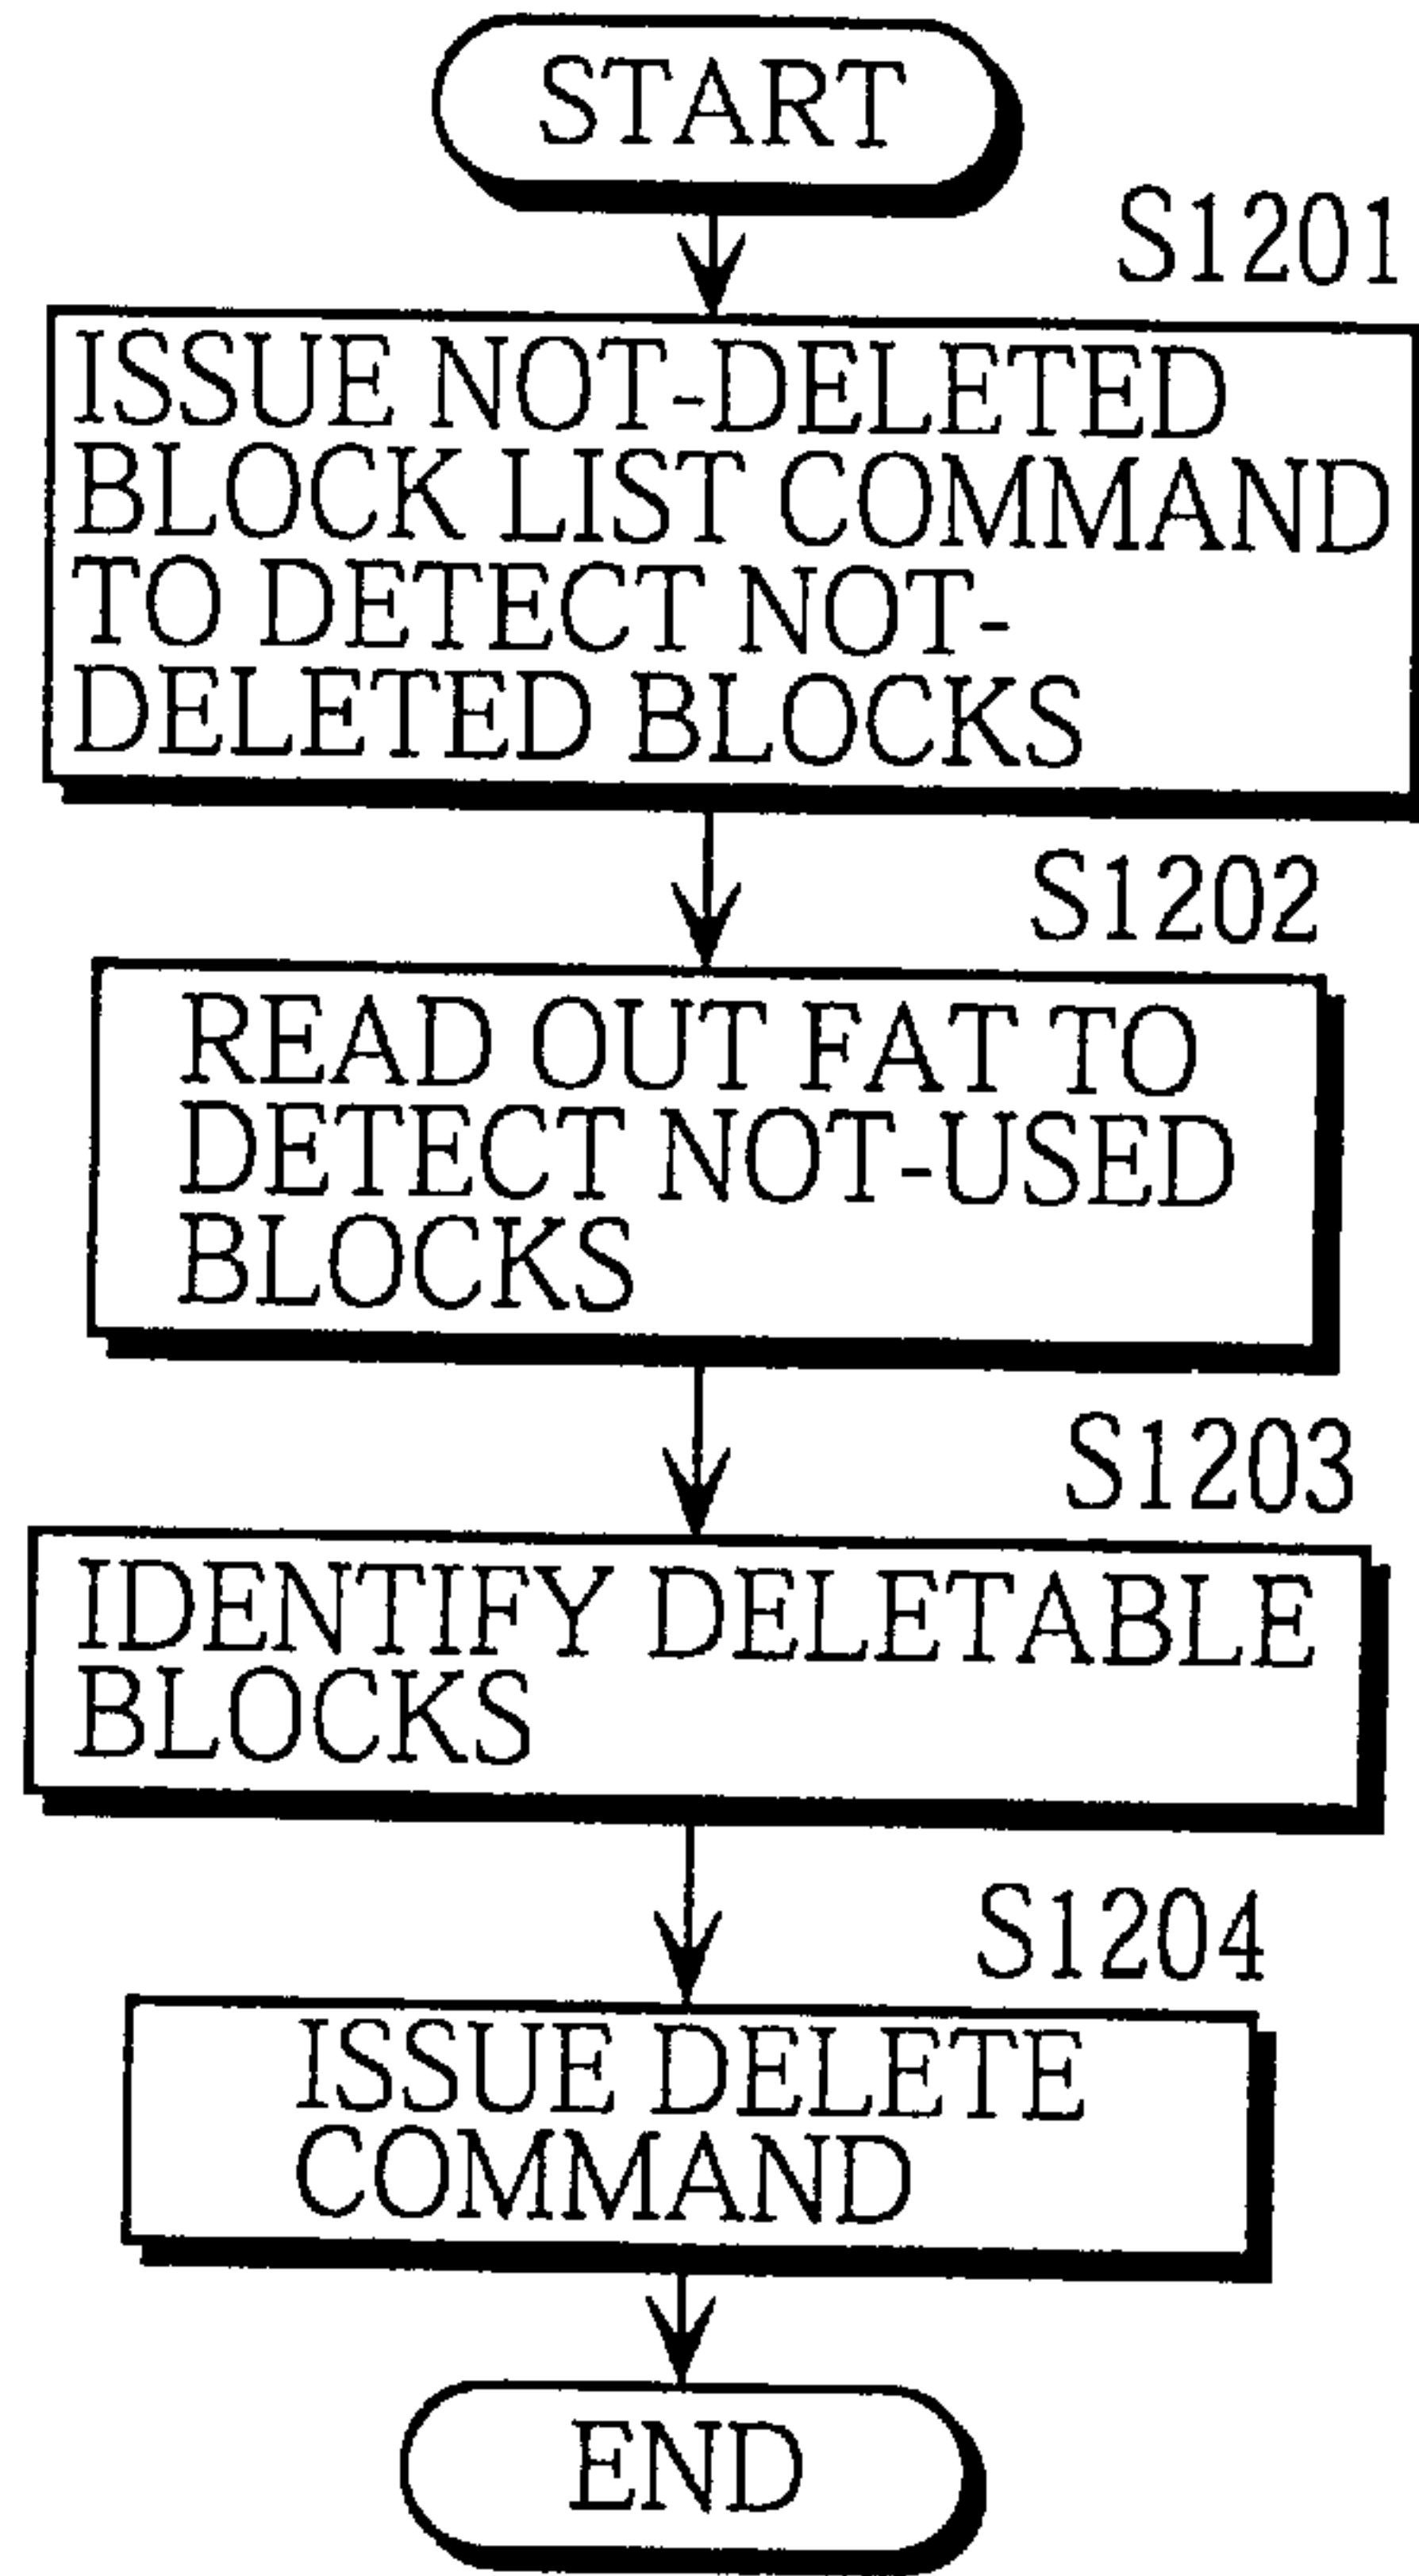 START
S1201
ISSUE NOT-DELETED
BLOCK LIST COMMAND
TO DETECT NOT-
DELETED BLOCKS
S1202
READ OUT FAT TO
DETECT NOT-USED
BLOCKS
S1203
IDENTIFY DELETABLE
BLOCKS
S1204
ISSUE DELETE
COMMAND
END